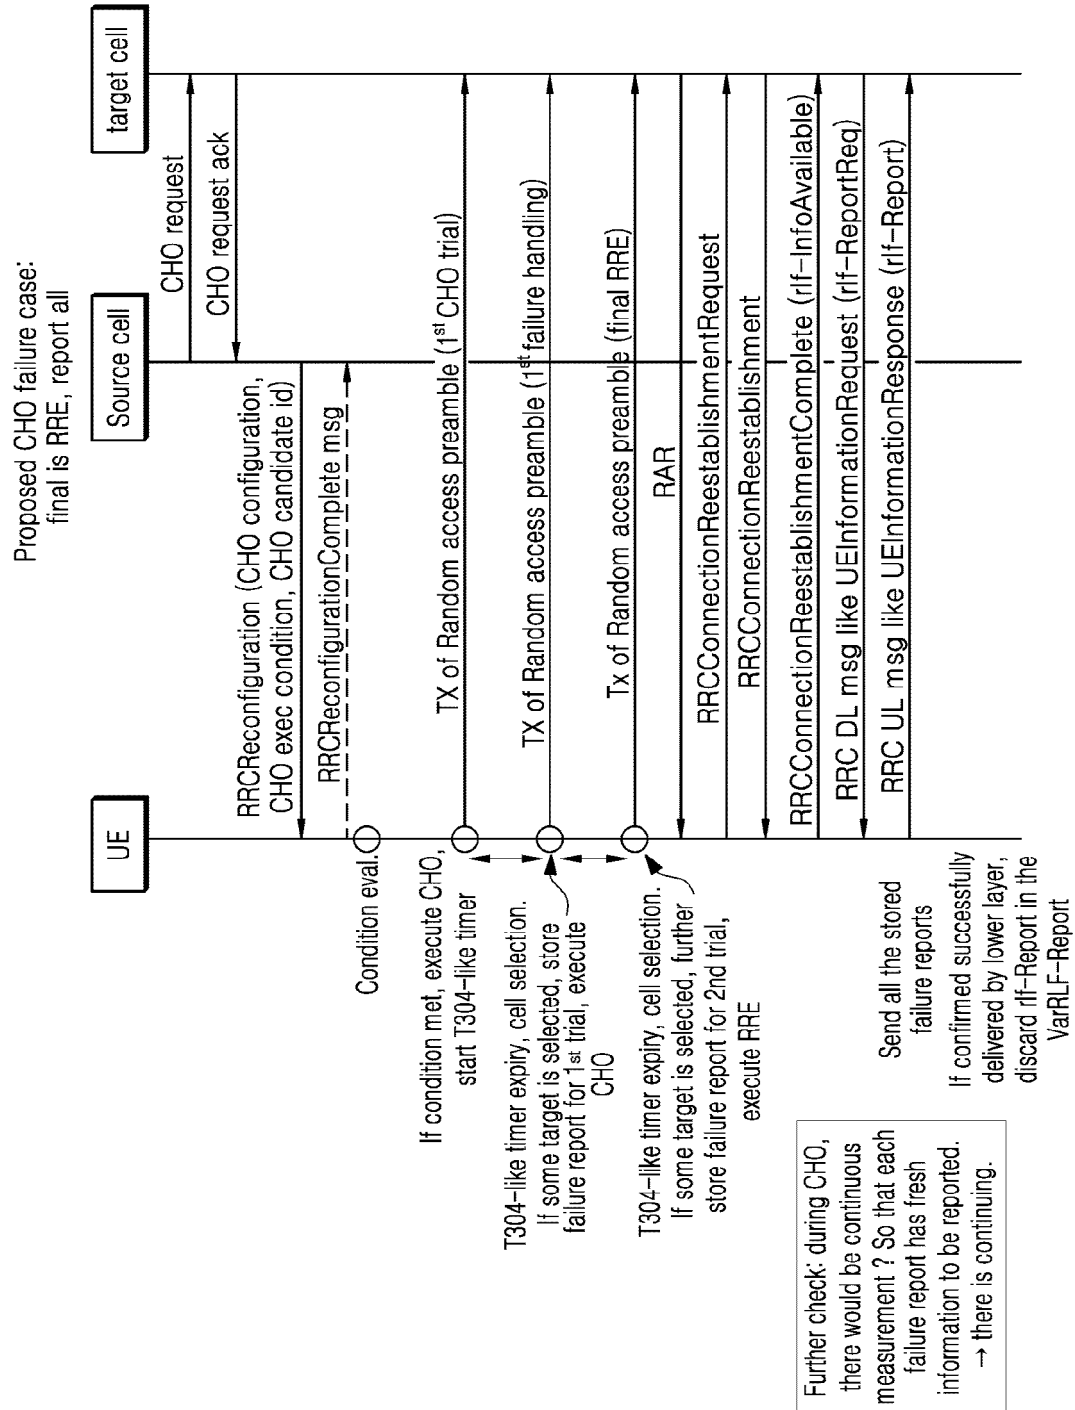 Proposed CHO failure case:
final is RRE, report all
UE
Source cell
target cell
CHO request
CHO request ack
RRCReconfiguration (CHO configuration,
CHO exec condition, CHO candidate id)
RRCReconfigurationComplete msg
Condition eval.
If condition met, execute CHO,
start T304-like timer
TX of Random access preamble (1st CHO trial)
T304-like timer expiry, cell selection.
If some target is selected, store
failure report for 1st trial, execute
CHO
TX of Random access preamble (1st failure handling)
T304-like timer expiry, cell selection.
If some target is selected, further
store failure report for 2nd trial,
execute RRE
Tx of Random access preamble (final RRE)
RAR
RRCConnectionReestablishmentRequest
RRCConnectionReestablishment
RRCConnectionReestablishmentComplete (rlf-InfoAvailable)
RRC DL msg like UEInformationRequest (rlf-ReportReq)
RRC UL msg like UEInformationResponse (rlf-Report)
Send all the stored
failure reports
If confirmed successfully
delivered by lower layer,
discard rlf-Report in the
VarRLF-Report
Further check: during CHO,
there would be continuous
measurement ? So that each
failure report has fresh
information to be reported.
→ there is continuing.